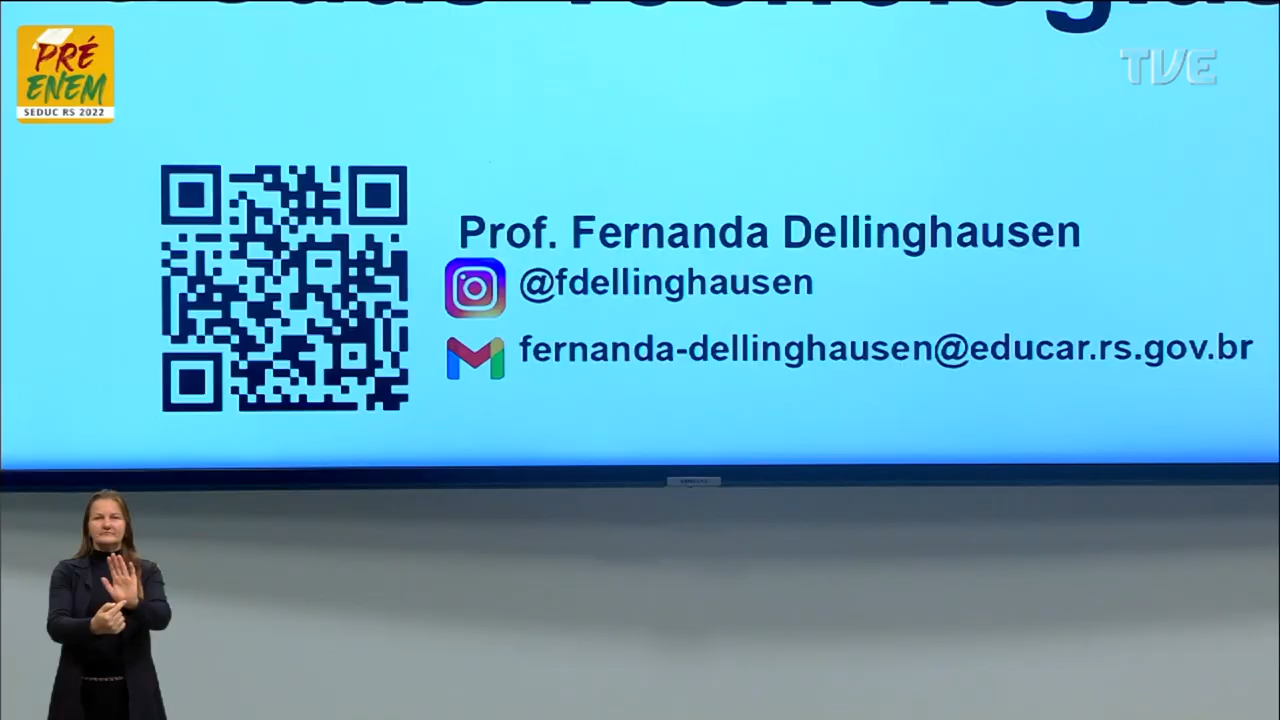 PRÉ
ENEM
SEDUC RS 2022
TVE
Prof. Fernanda Dellinghausen
@fdellinghausen
fernanda-dellinghausen@educar.rs.gov.br